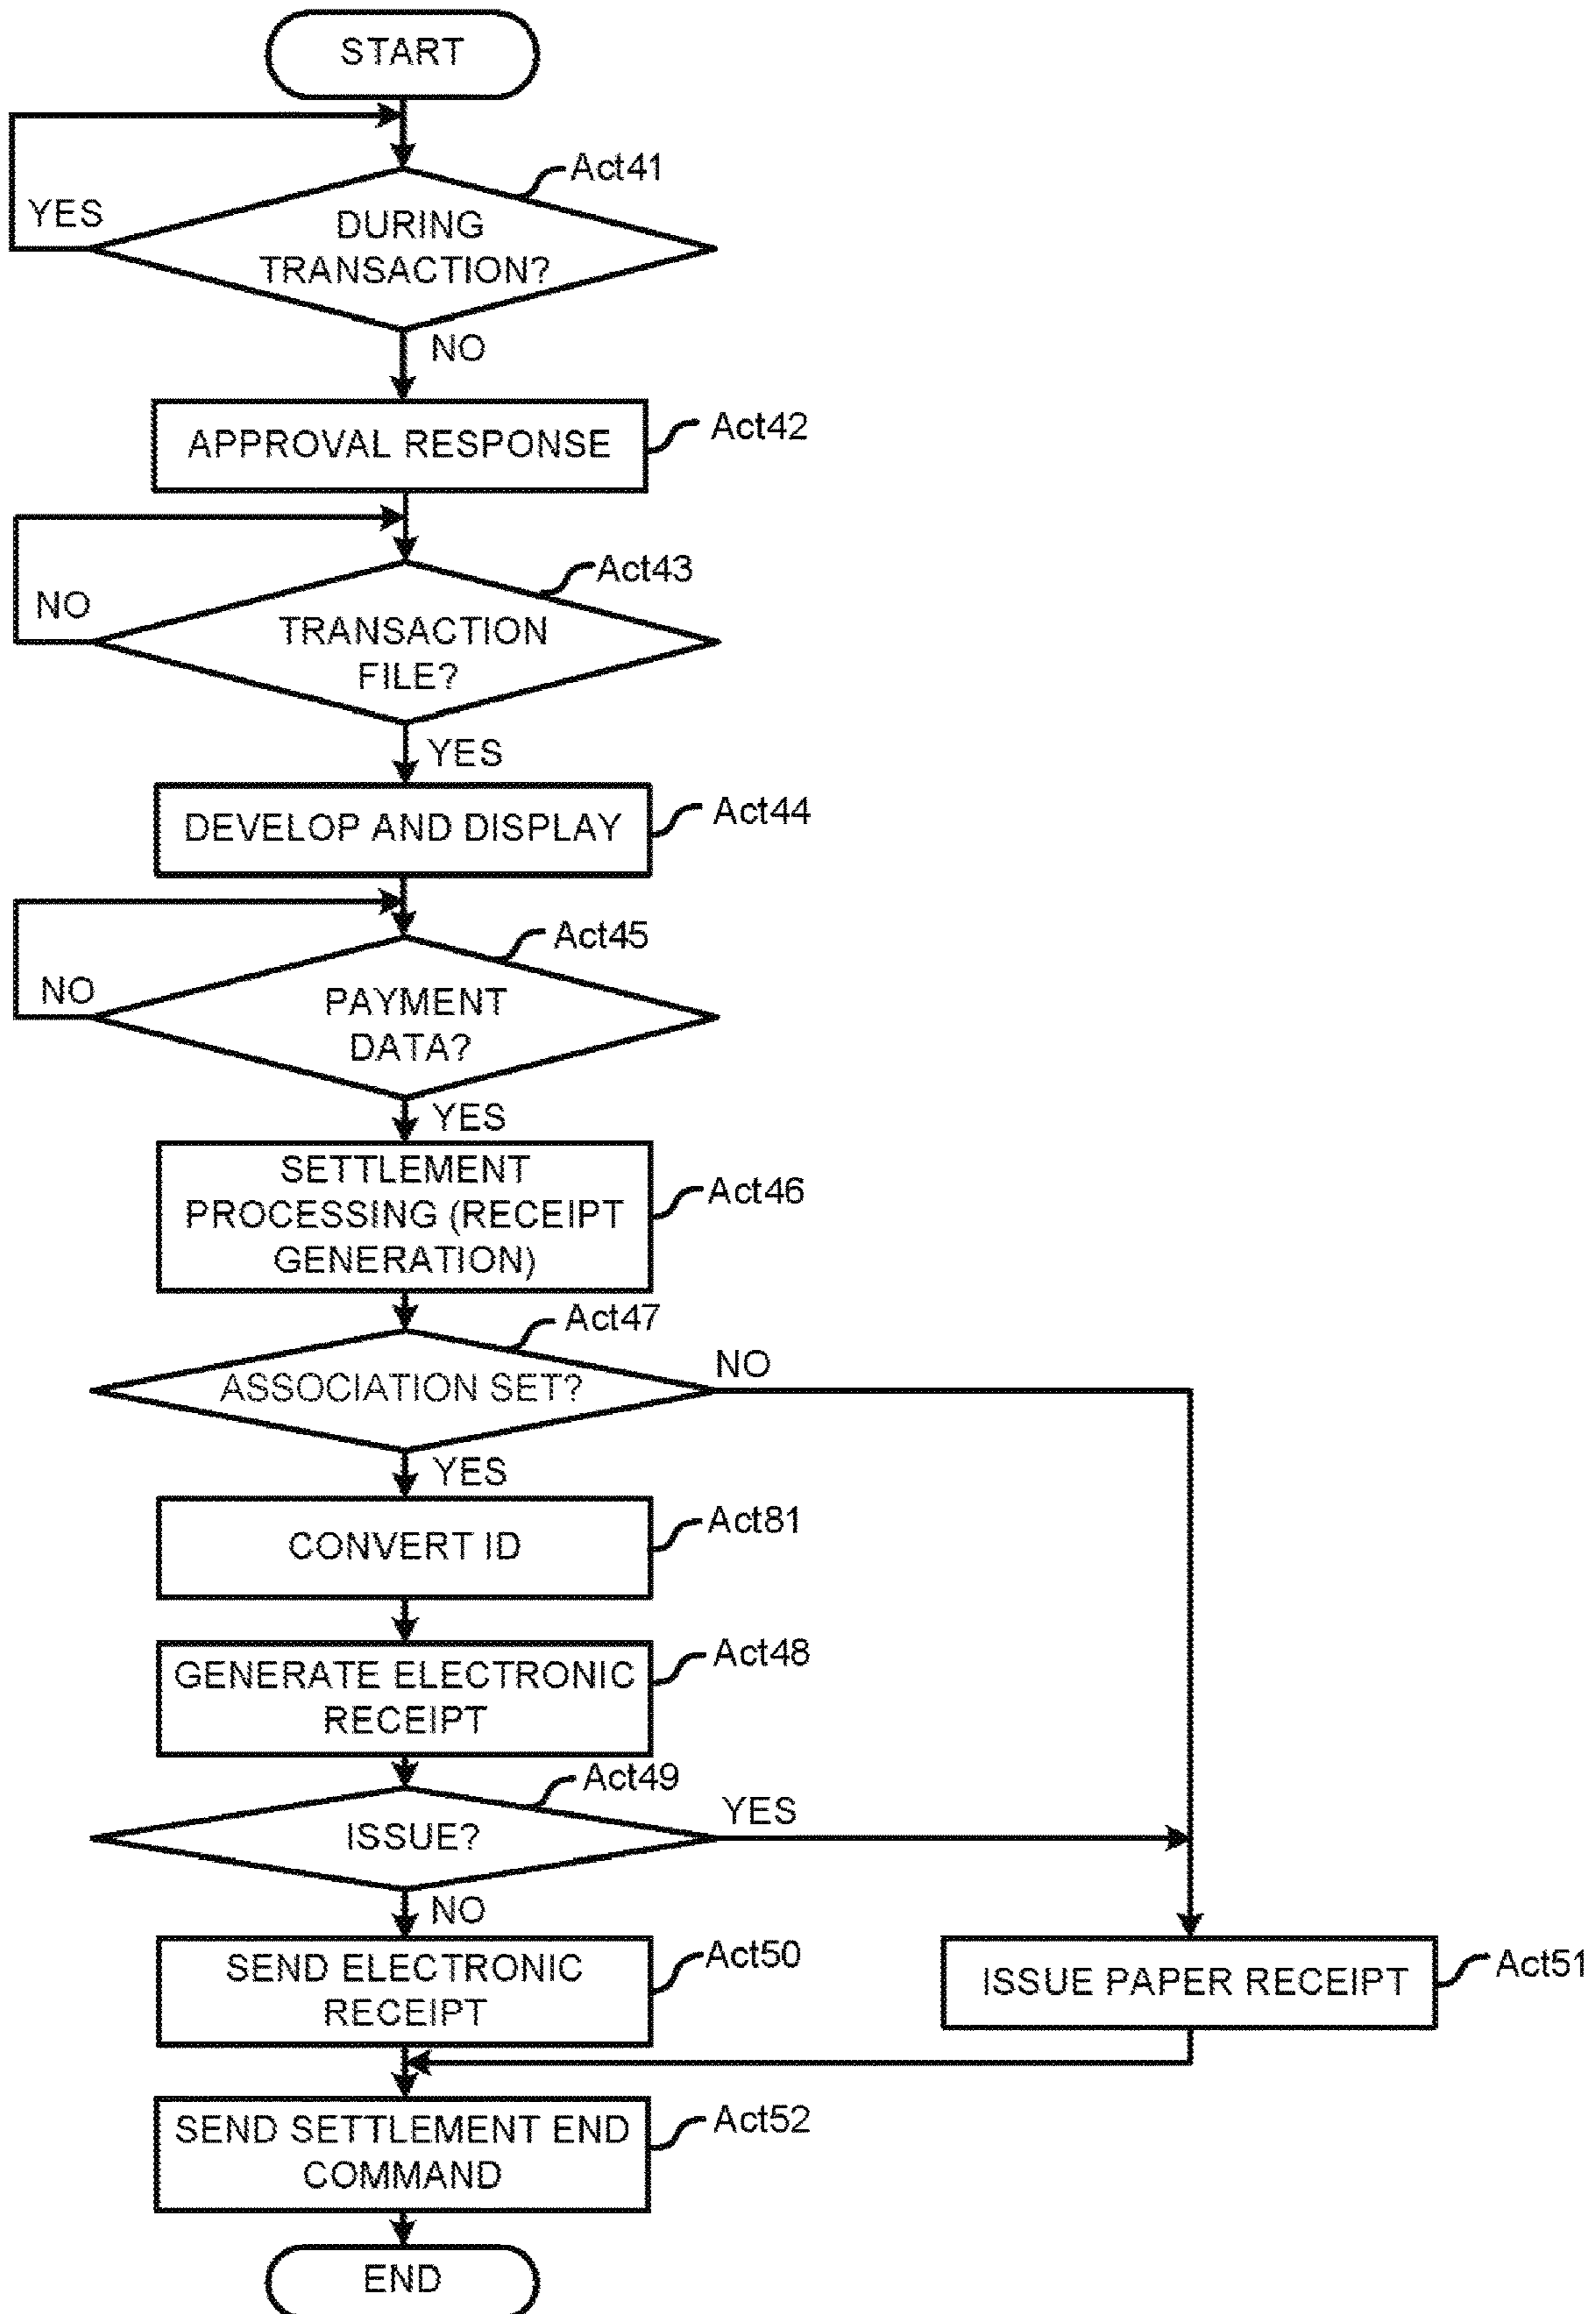 START
Act41
YES
DURING
TRANSACTION?
NO
APPROVAL RESPONSE
Act42
Act43
NO
TRANSACTION
FILE?
YES
DEVELOP AND DISPLAY
Act44
Act45
NO
PAYMENT
DATA?
YES
SETTLEMENT
PROCESSING (RECEIPT
GENERATION)
Act46
Act47
NO
ASSOCIATION SET?
YES
CONVERT ID
Act81
GENERATE ELECTRONIC
RECEIPT
Act48
Act49
YES
ISSUE?
NO
SEND ELECTRONIC
RECEIPT
Act50
ISSUE PAPER RECEIPT
Act51
SEND SETTLEMENT END
COMMAND
Act52
END